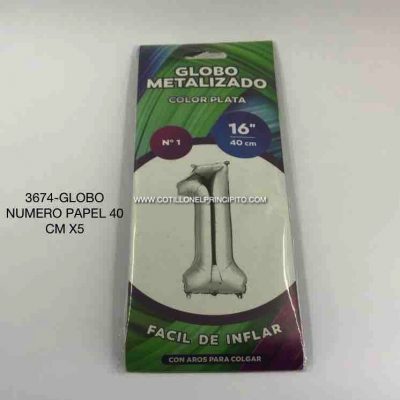 GLOBO
METALIZADO
COLOR PLATA
Nº 1
16"
40 cm
WWW.COTILLONELPRINCIPITO.COM
3674-GLOBO
NUMERO PAPEL 40
CM X5
FACIL DE INFLAR
CON AROS PARA COLGAR